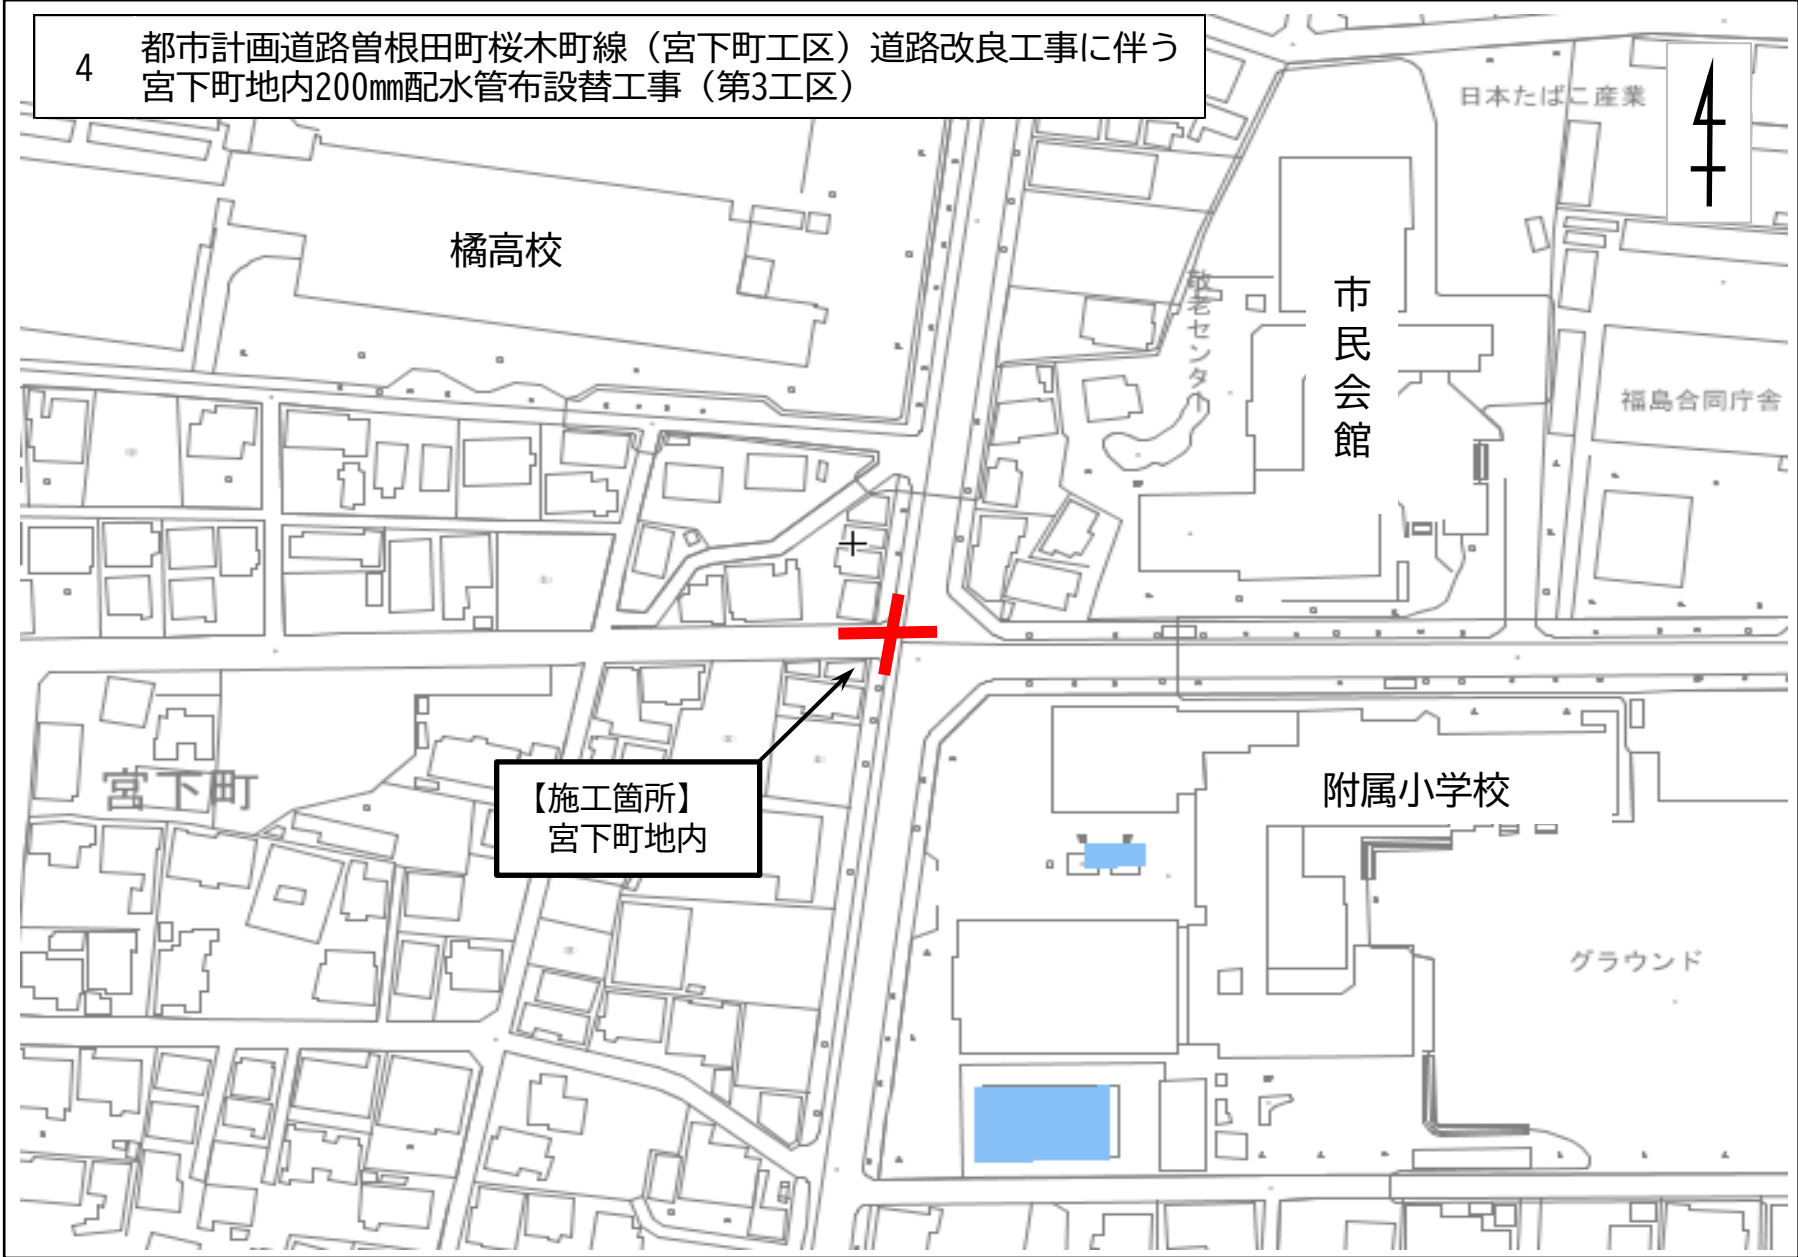 4
都市計画道路曽根田町桜木町線（宮下町工区）道路改良工事に伴う
宮下町地内200㎜配水管布設替工事（第3工区）
日本たばこ産業
橘高校
敬老センター
市民会館
福島合同庁舎
宮下町
【施工箇所】
宮下町地内
附属小学校
グラウンド